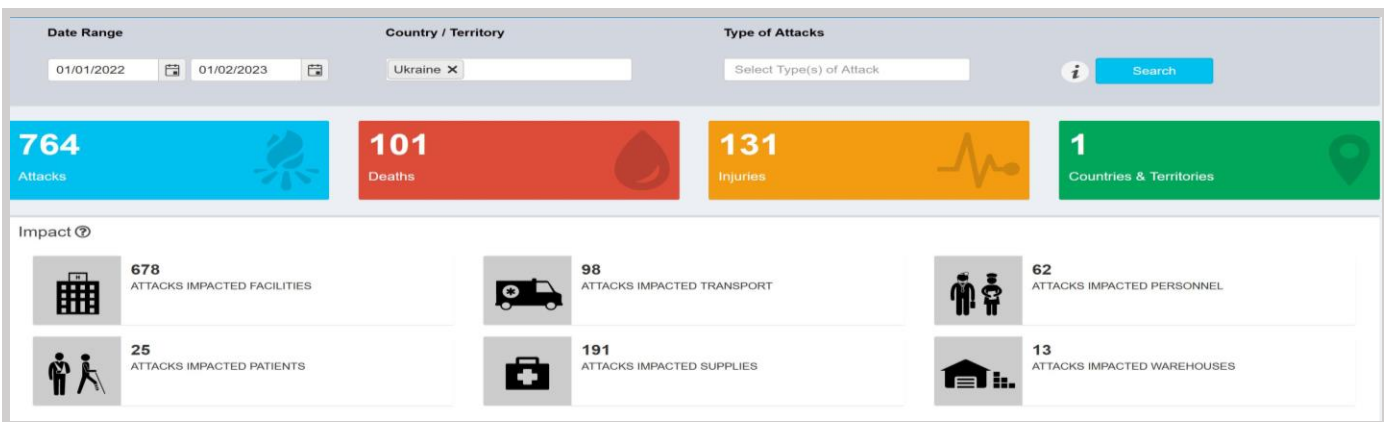 Date Range
Country / Territory
Type of Attacks
01/01/2022
01/02/2023
Ukraine ✕
Select Type(s) of Attack
i
Search
764
Attacks
101
Deaths
131
Injuries
1
Countries & Territories
Impact ?
678
ATTACKS IMPACTED FACILITIES
98
ATTACKS IMPACTED TRANSPORT
62
ATTACKS IMPACTED PERSONNEL
25
ATTACKS IMPACTED PATIENTS
191
ATTACKS IMPACTED SUPPLIES
13
ATTACKS IMPACTED WAREHOUSES